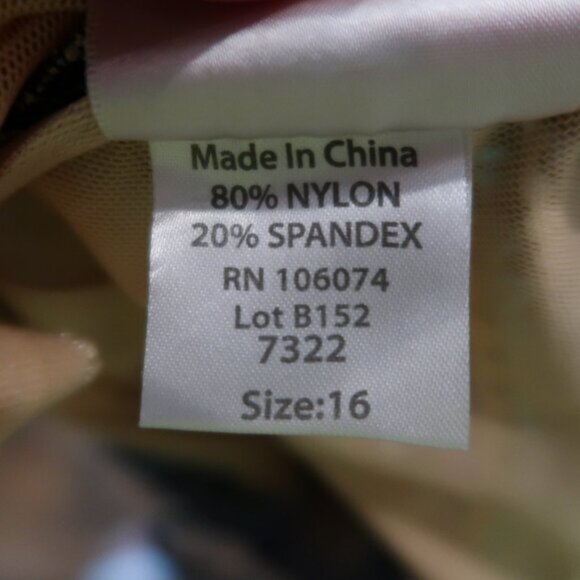 Made In China
80% NYLON
20% SPANDEX
RN 106074
Lot B152
7322
Size:16